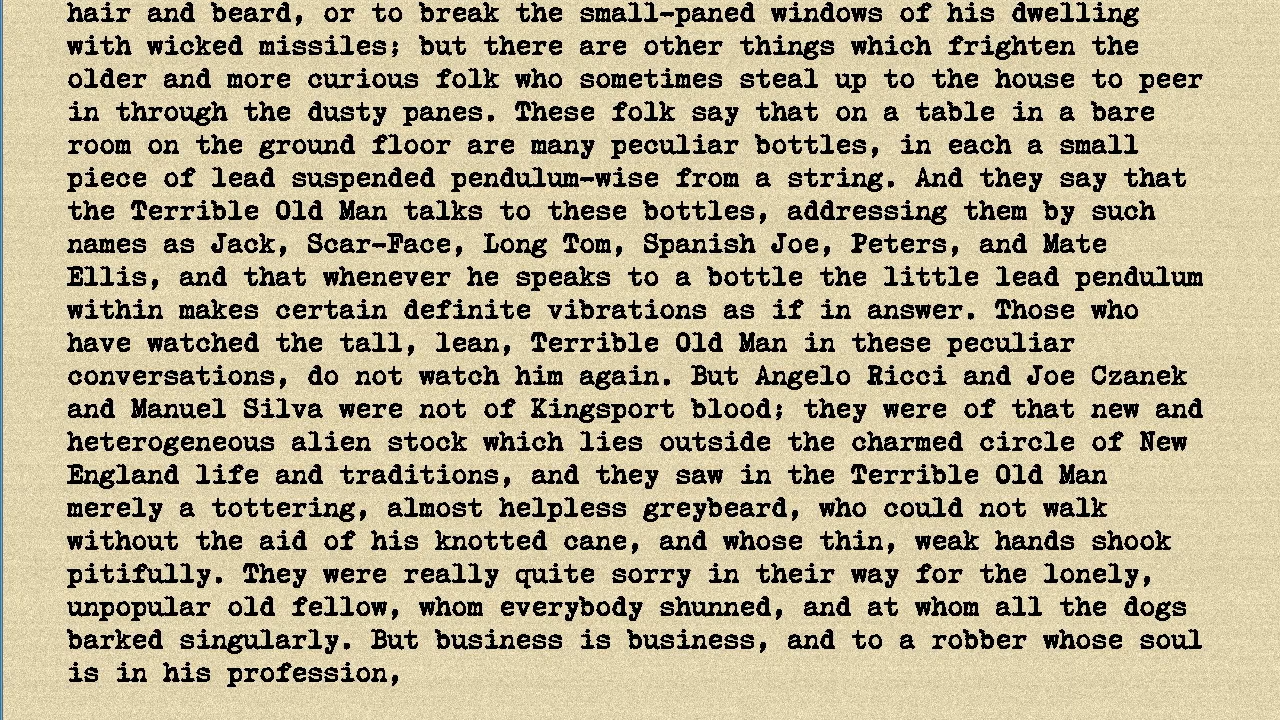 hair and beard, or to break the small-paned windows of his dwelling
with wicked missiles; but there are other things which frighten the
older and more curious folk who sometimes steal up to the house to peer
in through the dusty panes. These folk say that on a table in a bare
room on the ground floor are many peculiar bottles, in each a small
piece of lead suspended pendulum-wise from a string. And they say that
the Terrible Old Man talks to these bottles, addressing them by such
names as Jack, Scar-Face, Long Tom, Spanish Joe, Peters, and Mate
Ellis, and that whenever he speaks to a bottle the little lead pendulum
within makes certain definite vibrations as if in answer. Those who
have watched the tall, lean, Terrible Old Man in these peculiar
conversations, do not watch him again. But Angelo Ricci and Joe Czanek
and Manuel Silva were not of Kingsport blood; they were of that new and
heterogeneous alien stock which lies outside the charmed circle of New
England life and traditions, and they saw in the Terrible Old Man
merely a tottering, almost helpless greybeard, who could not walk
without the aid of his knotted cane, and whose thin, weak hands shook
pitifully. They were really quite sorry in their way for the lonely,
unpopular old fellow, whom everybody shunned, and at whom all the dogs
barked singularly. But business is business, and to a robber whose soul
is in his profession,